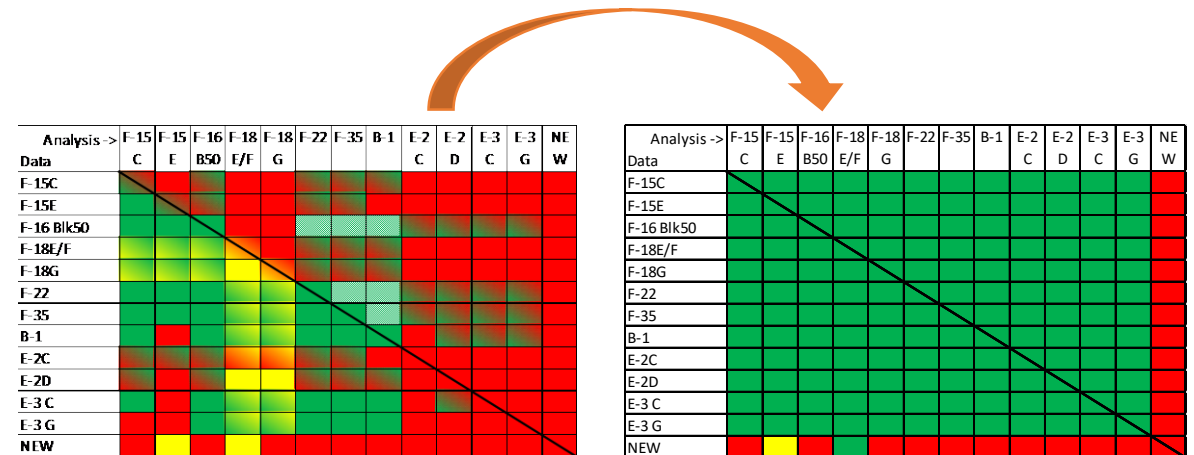 Analysis -> F-15 F-15 F-16 F-18 F-18 F-22 F-35 B-1 E-2 E-2 E-3 E-3 NE
Data C E B50 E/F G C D C G W
F-15C
F-15E
F-16 Blk50
F-18E/F
F-18G
F-22
F-35
B-1
E-2C
E-2D
E-3 C
E-3 G
NEW
Analysis -> F-15 F-15 F-16 F-18 F-18 F-22 F-35 B-1 E-2 E-2 E-3 E-3 NE
Data C E B50 E/F G C D C G W
F-15C
F-15E
F-16 Blk50
F-18E/F
F-18G
F-22
F-35
B-1
E-2C
E-2D
E-3 C
E-3 G
NEW